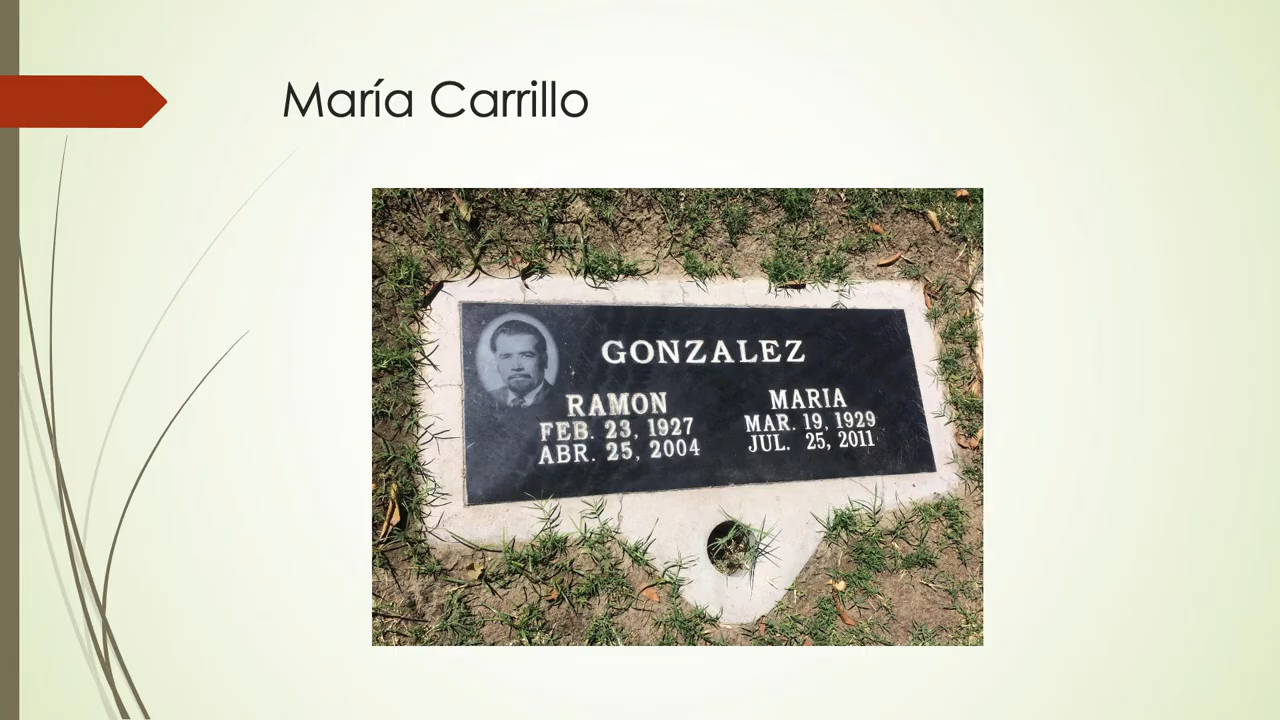 María Carrillo
GONZALEZ
RAMON
FEB. 23, 1927
ABR. 25, 2004
MARIA
MAR. 19, 1929
JUL. 25, 2011